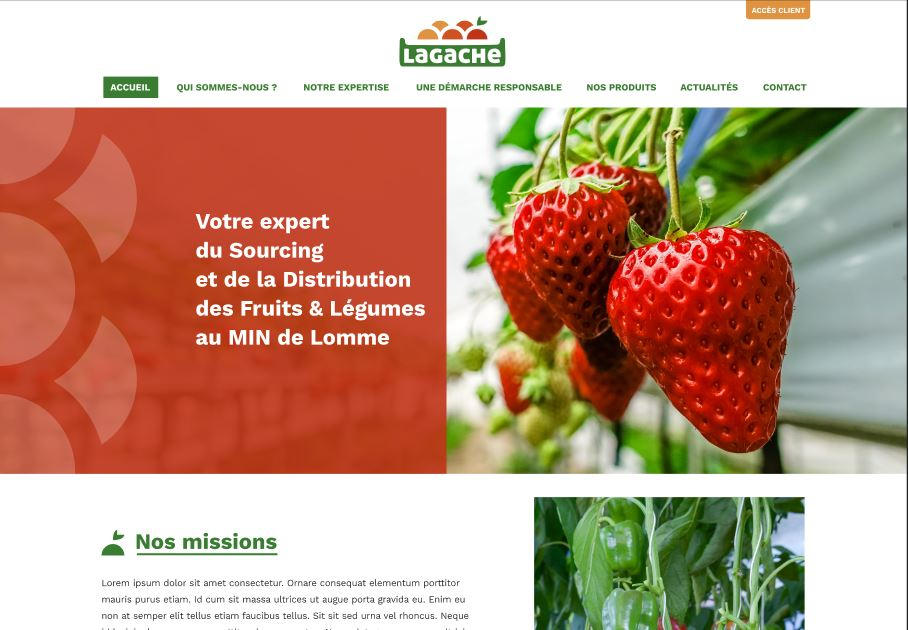 ACCÈS CLIENT
LAGACHE
ACCUEIL QUI SOMMES-NOUS ? NOTRE EXPERTISE UNE DÉMARCHE RESPONSABLE NOS PRODUITS ACTUALITÉS CONTACT
Votre expert
du Sourcing
et de la Distribution
des Fruits & Légumes
au MIN de Lomme
Nos missions
Lorem ipsum dolor sit amet consectetur. Ornare consequat elementum porttitor
mauris purus etiam. Id cum sit massa ultrices ut augue porta gravida eu. Enim eu
non at semper elit tellus etiam faucibus tellus. Sit sit sed urna vel rhoncus. Neque